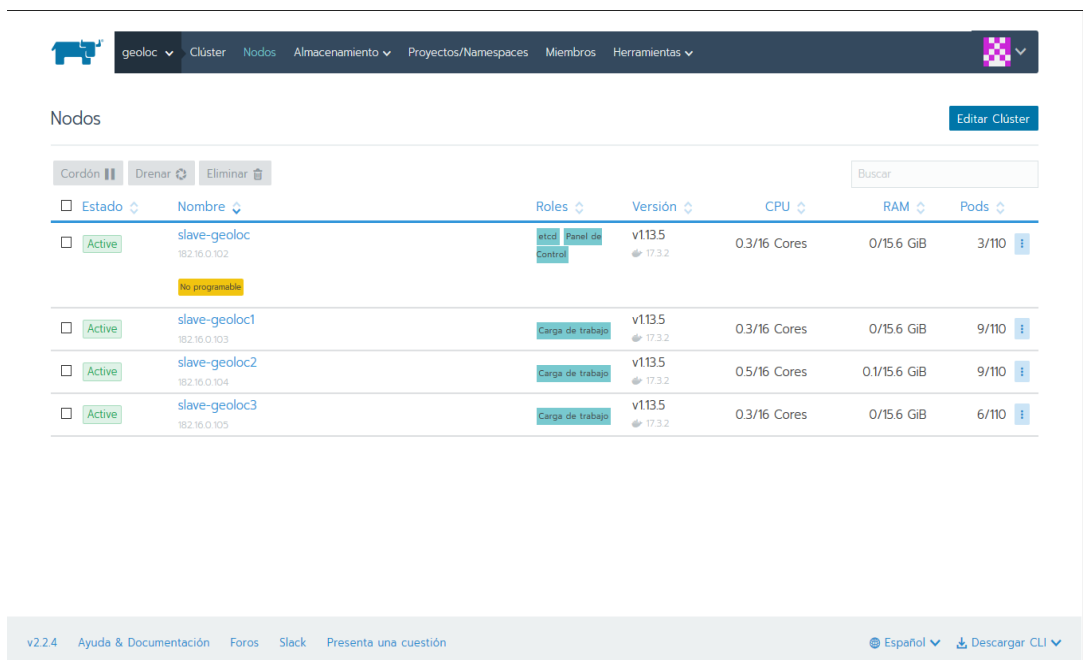 geoloc Clúster Nodos Almacenamiento Proyectos/Namespaces Miembros Herramientas
Nodos
Editar Clúster
Cordón Drenar Eliminar
Buscar
Estado Nombre Roles Versión CPU RAM Pods
Active slave-geoloc etcd Panel de Control v1.13.5 0.3/16 Cores 0/15.6 GiB 3/110
182.16.0.102 17.3.2
No programable
Active slave-geoloc1 Carga de trabajo v1.13.5 0.3/16 Cores 0/15.6 GiB 9/110
182.16.0.103 17.3.2
Active slave-geoloc2 Carga de trabajo v1.13.5 0.5/16 Cores 0.1/15.6 GiB 9/110
182.16.0.104 17.3.2
Active slave-geoloc3 Carga de trabajo v1.13.5 0.3/16 Cores 0/15.6 GiB 6/110
182.16.0.105 17.3.2
v2.2.4 Ayuda & Documentación Foros Slack Presenta una cuestión Español Descargar CLI